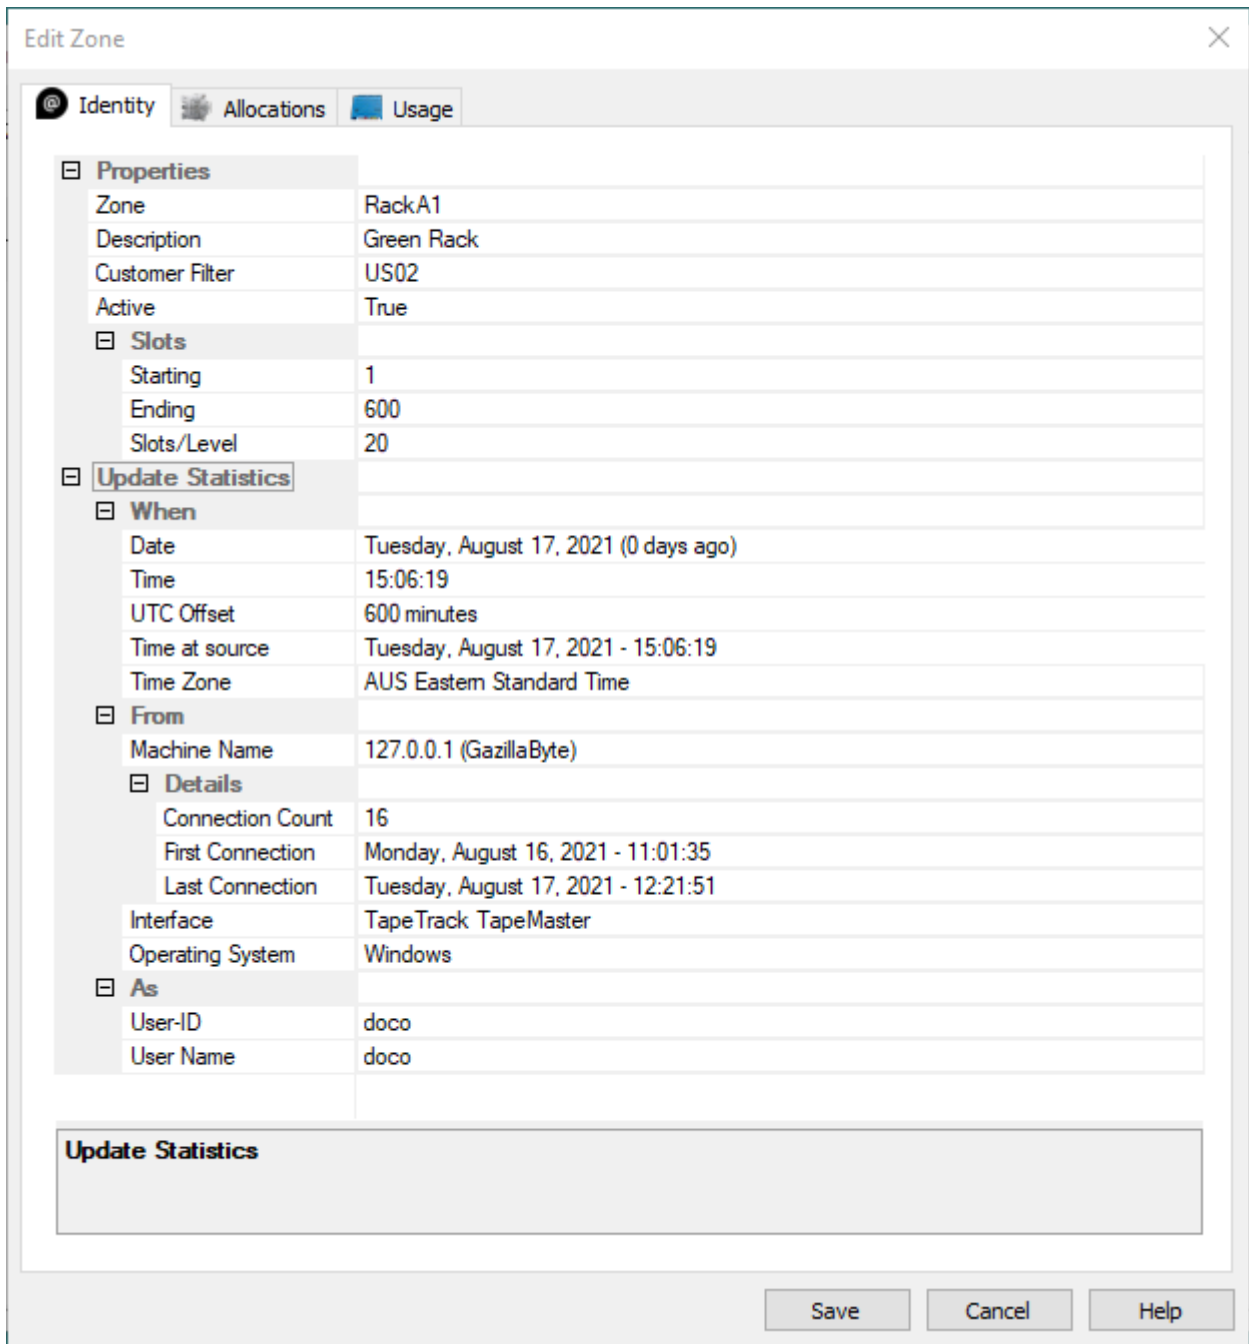 Edit Zone
Identity Allocations Usage
Properties
Zone RackA1
Description Green Rack
Customer Filter US02
Active True
Slots
Starting 1
Ending 600
Slots/Level 20
Update Statistics
When
Date Tuesday, August 17, 2021 (0 days ago)
Time 15:06:19
UTC Offset 600 minutes
Time at source Tuesday, August 17, 2021 - 15:06:19
Time Zone AUS Eastern Standard Time
From
Machine Name 127.0.0.1 (GazillaByte)
Details
Connection Count 16
First Connection Monday, August 16, 2021 - 11:01:35
Last Connection Tuesday, August 17, 2021 - 12:21:51
Interface TapeTrack TapeMaster
Operating System Windows
As
User-ID doco
User Name doco
Update Statistics
Save Cancel Help